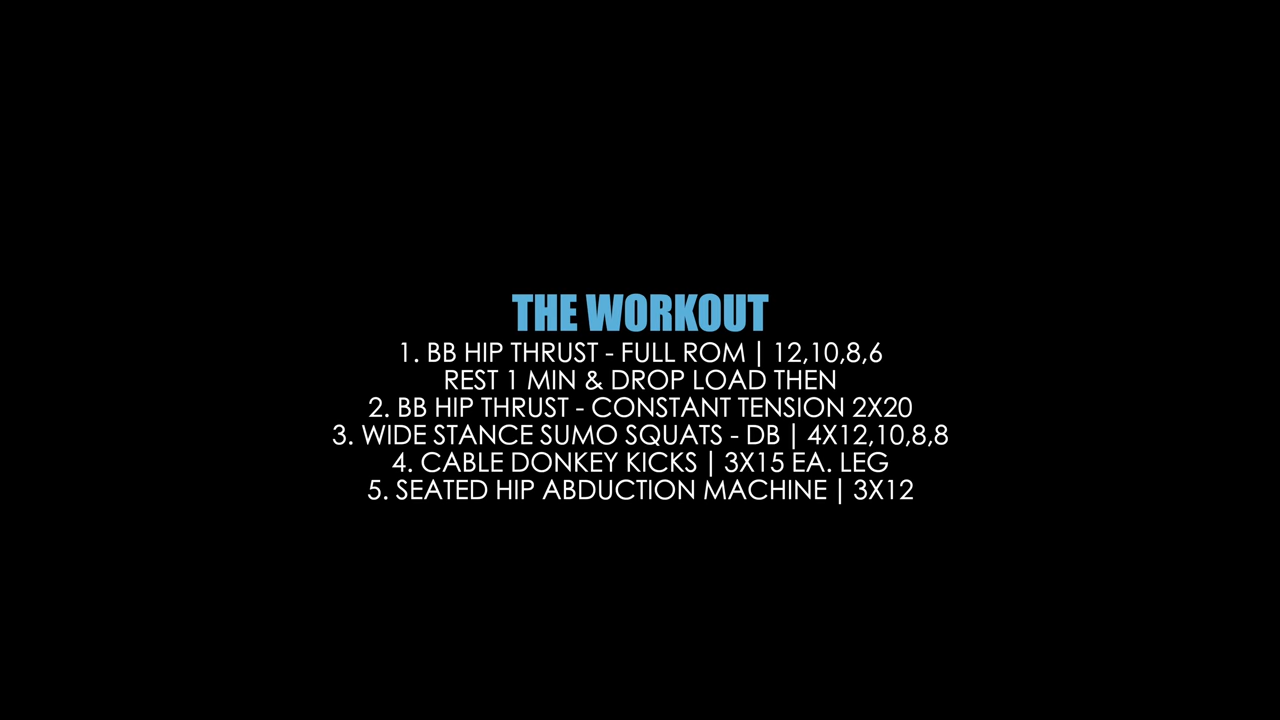 THE WORKOUT
1. BB HIP THRUST - FULL ROM | 12,10,8,6
REST 1 MIN & DROP LOAD THEN
2. BB HIP THRUST - CONSTANT TENSION 2X20
3. WIDE STANCE SUMO SQUATS - DB | 4X12,10,8,8
4. CABLE DONKEY KICKS | 3X15 EA. LEG
5. SEATED HIP ABDUCTION MACHINE | 3X12